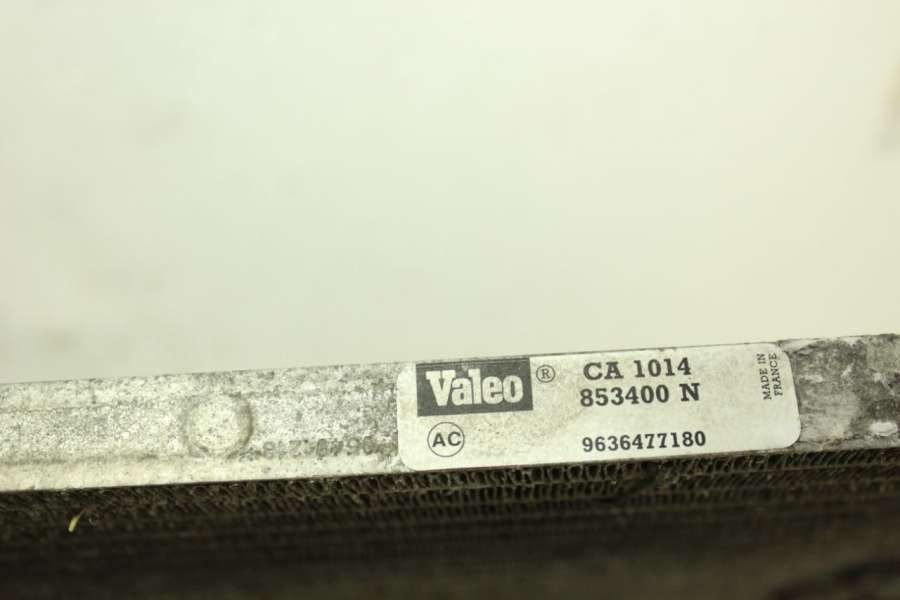 Valeo ® CA 1014
853400 N
AC 9636477180
MADE IN
FRANCE